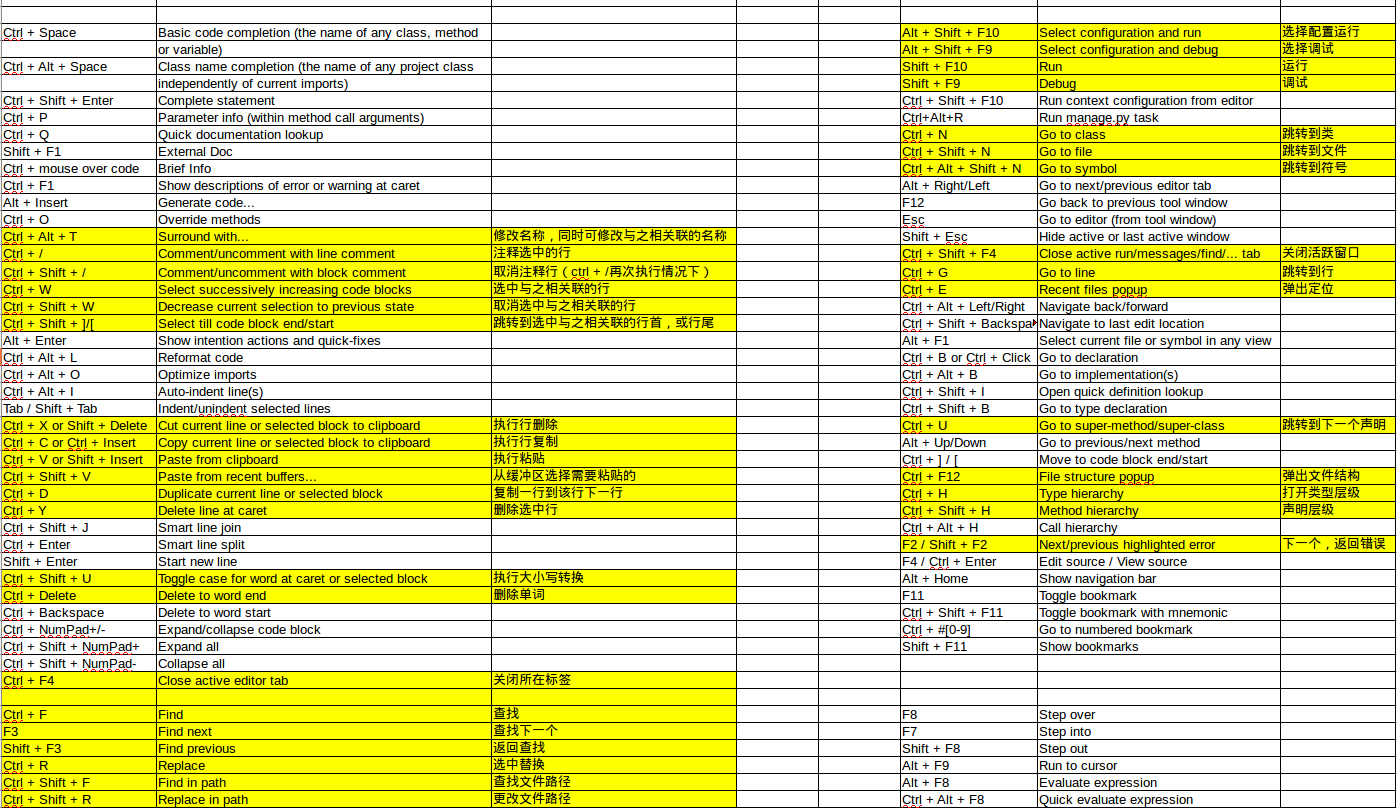 Ctrl + Space Basic code completion (the name of any class, method
or variable)
Ctrl + Alt + Space Class name completion (the name of any project class
independently of current imports)
Ctrl + Shift + Enter Complete statement
Ctrl + P Parameter info (within method call arguments)
Ctrl + Q Quick documentation lookup
Shift + F1 External Doc
Ctrl + mouse over code Brief Info
Ctrl + F1 Show descriptions of error or warning at caret
Alt + Insert Generate code...
Ctrl + O Override methods
Ctrl + Alt + T Surround with... 修改名称，同时可修改与之相关联的名称
Ctrl + / Comment/uncomment with line comment 注释选中的行
Ctrl + Shift + / Comment/uncomment with block comment 取消注释行（ctrl + /再次执行情况下）
Ctrl + W Select successively increasing code blocks 选中与之相关联的行
Ctrl + Shift + W Decrease current selection to previous state 取消选中与之相关联的行
Ctrl + Shift + ]/[ Select till code block end/start 跳转到选中与之相关联的行首，或行尾
Alt + Enter Show intention actions and quick-fixes
Ctrl + Alt + L Reformat code
Ctrl + Alt + O Optimize imports
Ctrl + Alt + I Auto-indent line(s)
Tab / Shift + Tab Indent/unindent selected lines
Ctrl + X or Shift + Delete Cut current line or selected block to clipboard 执行行删除
Ctrl + C or Ctrl + Insert Copy current line or selected block to clipboard 执行行复制
Ctrl + V or Shift + Insert Paste from clipboard 执行粘贴
Ctrl + Shift + V Paste from recent buffers... 从缓冲区选择需要粘贴的
Ctrl + D Duplicate current line or selected block 复制一行到该行下一行
Ctrl + Y Delete line at caret 删除选中行
Ctrl + Shift + J Smart line join
Ctrl + Enter Smart line split
Shift + Enter Start new line
Ctrl + Shift + U Toggle case for word at caret or selected block 执行大小写转换
Ctrl + Delete Delete to word end 删除单词
Ctrl + Backspace Delete to word start
Ctrl + NumPad+/- Expand/collapse code block
Ctrl + Shift + NumPad+ Expand all
Ctrl + Shift + NumPad- Collapse all
Ctrl + F4 Close active editor tab 关闭所在标签
Ctrl + F Find 查找
F3 Find next 查找下一个
Shift + F3 Find previous 返回查找
Ctrl + R Replace 选中替换
Ctrl + Shift + F Find in path 查找文件路径
Ctrl + Shift + R Replace in path 更改文件路径
Alt + Shift + F10 Select configuration and run 选择配置运行
Alt + Shift + F9 Select configuration and debug 选择调试
Shift + F10 Run 运行
Shift + F9 Debug 调试
Ctrl + Shift + F10 Run context configuration from editor
Ctrl+Alt+R Run manage.py task
Ctrl + N Go to class 跳转到类
Ctrl + Shift + N Go to file 跳转到文件
Ctrl + Alt + Shift + N Go to symbol 跳转到符号
Alt + Right/Left Go to next/previous editor tab
F12 Go back to previous tool window
Esc Go to editor (from tool window)
Shift + Esc Hide active or last active window
Ctrl + Shift + F4 Close active run/messages/find/... tab 关闭活跃窗口
Ctrl + G Go to line 跳转到行
Ctrl + E Recent files popup 弹出定位
Ctrl + Alt + Left/Right Navigate back/forward
Ctrl + Shift + Backspa Navigate to last edit location
Alt + F1 Select current file or symbol in any view
Ctrl + B or Ctrl + Click Go to declaration
Ctrl + Alt + B Go to implementation(s)
Ctrl + Shift + I Open quick definition lookup
Ctrl + Shift + B Go to type declaration
Ctrl + U Go to super-method/super-class 跳转到下一个声明
Alt + Up/Down Go to previous/next method
Ctrl + ] / [ Move to code block end/start
Ctrl + F12 File structure popup 弹出文件结构
Ctrl + H Type hierarchy 打开类型层级
Ctrl + Shift + H Method hierarchy 声明层级
Ctrl + Alt + H Call hierarchy
F2 / Shift + F2 Next/previous highlighted error 下一个，返回错误
F4 / Ctrl + Enter Edit source / View source
Alt + Home Show navigation bar
F11 Toggle bookmark
Ctrl + Shift + F11 Toggle bookmark with mnemonic
Ctrl + #[0-9] Go to numbered bookmark
Shift + F11 Show bookmarks
F8 Step over
F7 Step into
Shift + F8 Step out
Alt + F9 Run to cursor
Alt + F8 Evaluate expression
Ctrl + Alt + F8 Quick evaluate expression